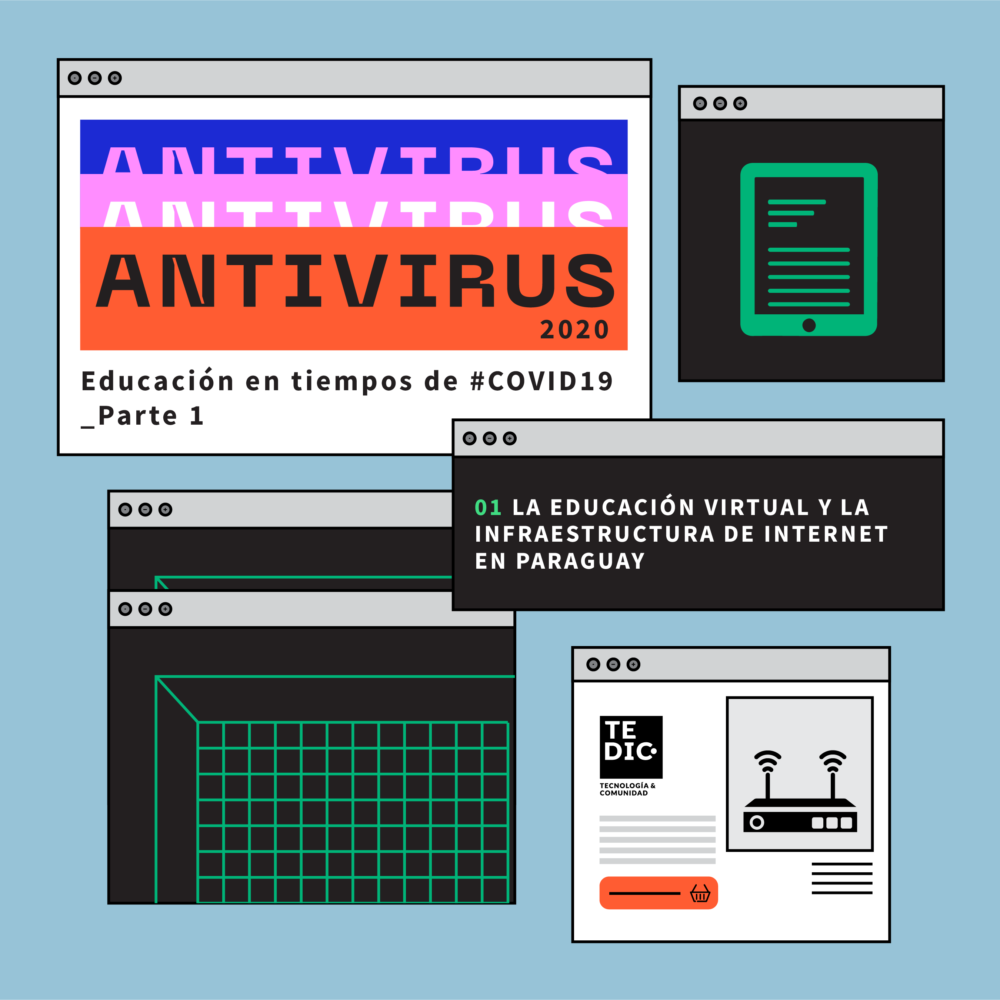 ANTIVIRUS
ANTIVIRUS
ANTIVIRUS
2020
Educación en tiempos de #COVID19
_Parte 1
01 LA EDUCACIÓN VIRTUAL Y LA
INFRAESTRUCTURA DE INTERNET
EN PARAGUAY
TE
DIC
TECNOLOGÍA &
COMUNIDAD